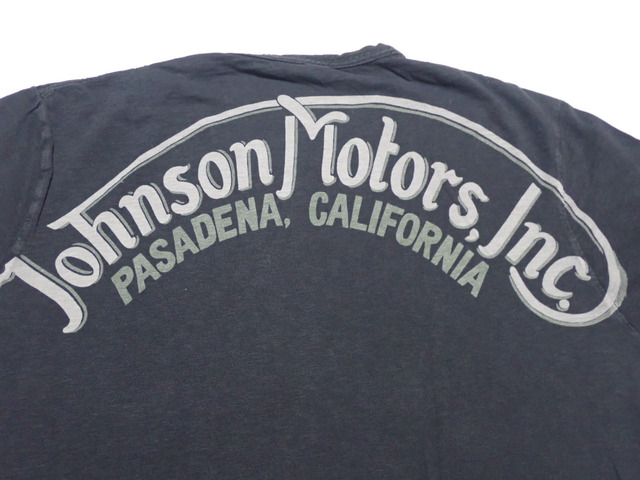 Johnson Motors, Inc.
PASADENA, CALIFORNIA